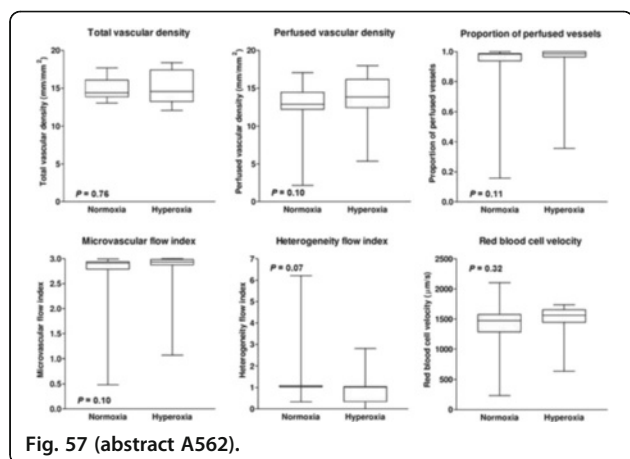 Total vascular density
Total vascular density (mm/mm²)
20
15
10
5
0
P = 0.76
Normoxia Hyperoxia
Perfused vascular density
Perfused vascular density (mm/mm²)
20
15
10
5
0
P = 0.10
Normoxia Hyperoxia
Proportion of perfused vessels
Proportion of perfused vessels
1.0
0.8
0.6
0.4
0.2
0.0
P = 0.11
Normoxia Hyperoxia
Microvascular flow index
Microvascular flow index
3.0
2.5
2.0
1.5
1.0
0.5
0.0
P = 0.10
Normoxia Hyperoxia
Heterogeneity flow index
Heterogeneity flow index
7
6
5
4
3
2
1
0
P = 0.07
Normoxia Hyperoxia
Red blood cell velocity
Red blood cell velocity (μm/s)
2500
2000
1500
1000
500
0
P = 0.32
Normoxia Hyperoxia
Fig. 57 (abstract A562).